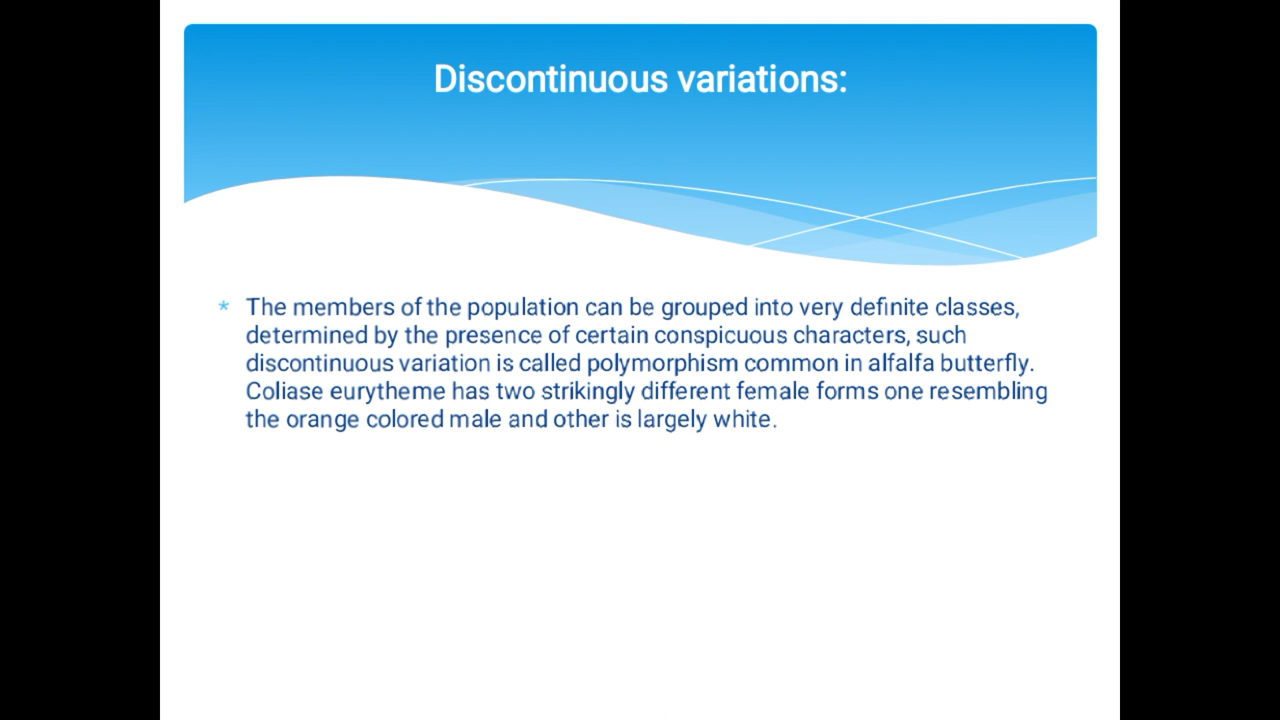 Discontinuous variations:
* The members of the population can be grouped into very definite classes,
determined by the presence of certain conspicuous characters, such
discontinuous variation is called polymorphism common in alfalfa butterfly.
Coliase eurytheme has two strikingly different female forms one resembling
the orange colored male and other is largely white.